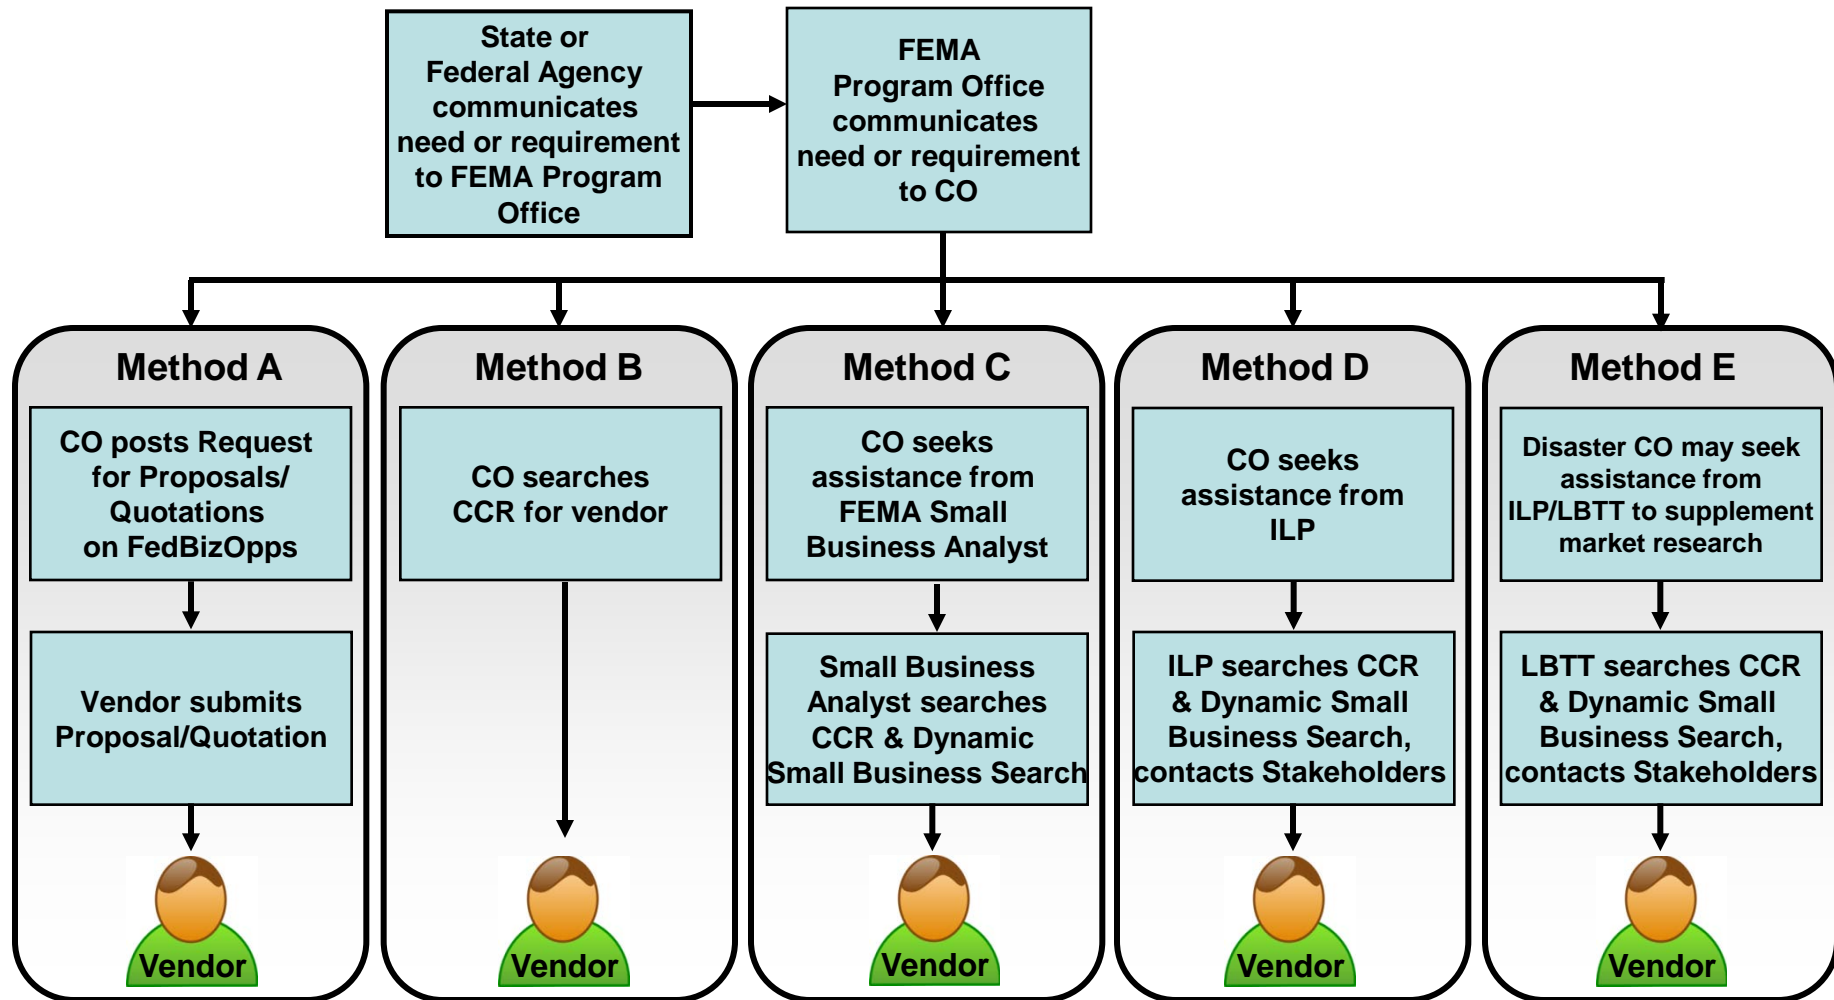 State or
Federal Agency
communicates
need or requirement
to FEMA Program
Office
FEMA
Program Office
communicates
need or requirement
to CO
Method A
CO posts Request
for Proposals/
Quotations
on FedBizOpps
Vendor submits
Proposal/Quotation
Vendor
Method B
CO searches
CCR for vendor
Vendor
Method C
CO seeks
assistance from
FEMA Small
Business Analyst
Small Business
Analyst searches
CCR & Dynamic
Small Business Search
Vendor
Method D
CO seeks
assistance from
ILP
ILP searches CCR
& Dynamic Small
Business Search,
contacts Stakeholders
Vendor
Method E
Disaster CO may seek
assistance from
ILP/LBTT to supplement
market research
LBTT searches CCR
& Dynamic Small
Business Search,
contacts Stakeholders
Vendor